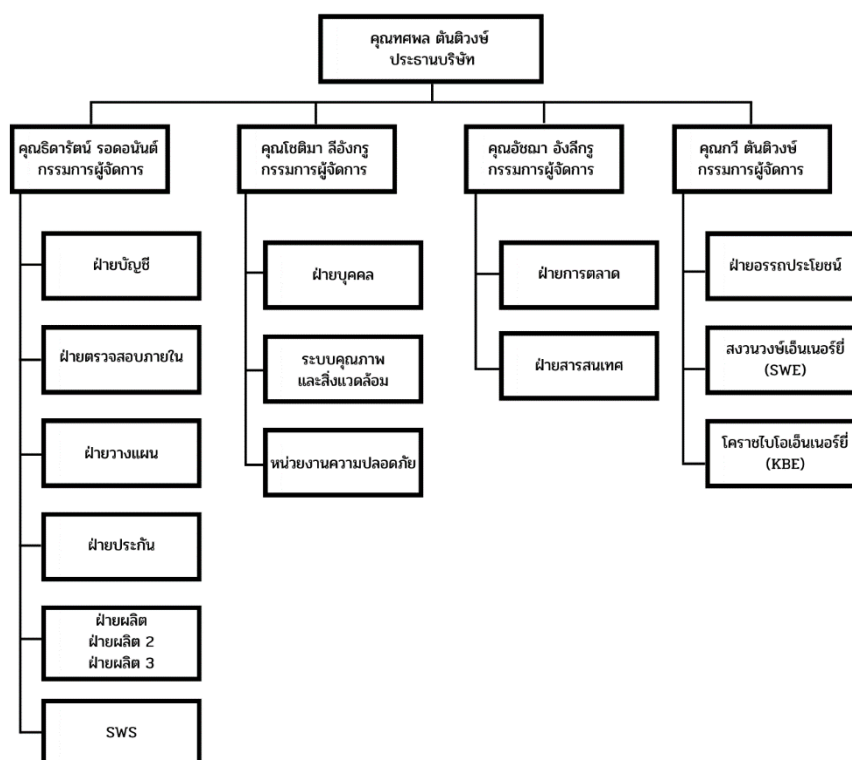 คุณทศพล ตันติวงษ์
ประธานบริษัท
คุณธิดารัตน์ รอดอนันต์
กรรมการผู้จัดการ
คุณโชติมา ลีอังกรู
กรรมการผู้จัดการ
คุณอัชฌา อังลีกรู
กรรมการผู้จัดการ
คุณกวี ตันติวงษ์
กรรมการผู้จัดการ
ฝ่ายบัญชี
ฝ่ายตรวจสอบภายใน
ฝ่ายวางแผน
ฝ่ายประกัน
ฝ่ายผลิต
ฝ่ายผลิต 2
ฝ่ายผลิต 3
SWS
ฝ่ายบุคคล
ระบบคุณภาพ
และสิ่งแวดล้อม
หน่วยงานความปลอดภัย
ฝ่ายการตลาด
ฝ่ายสารสนเทศ
ฝ่ายอรรถประโยชน์
สงวนวงษ์เอ็นเนอร์ยี่
(SWE)
โคราชไบโอเอ็นเนอร์ยี่
(KBE)